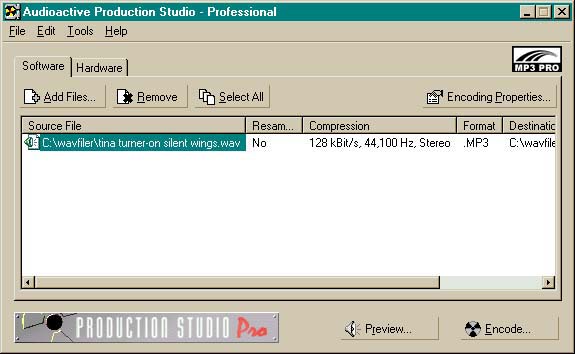 Audioactive Production Studio - Professional
File Edit Tools Help
MP3 PRO
Software Hardware
Add Files... Remove Select All Encoding Properties...
Source File Resam... Compression Format Destinatio
C:\wavfiler\tina turner-on silent wings.wav No 128 kBit/s, 44,100 Hz, Stereo .MP3 C:\wavfile
PRODUCTION STUDIO Pro Preview... Encode...